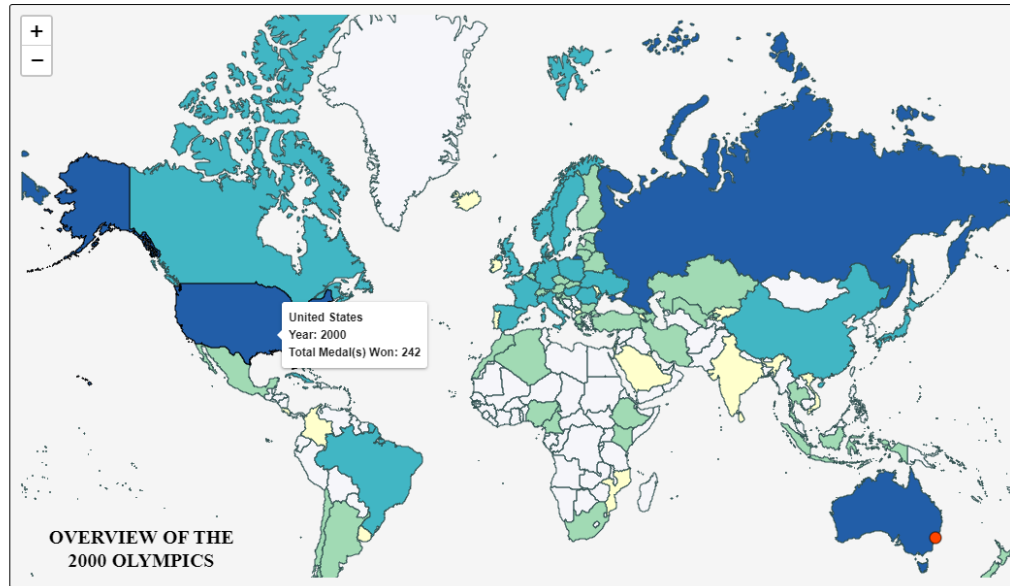 +
−
United States
Year: 2000
Total Medal(s) Won: 242
OVERVIEW OF THE
2000 OLYMPICS